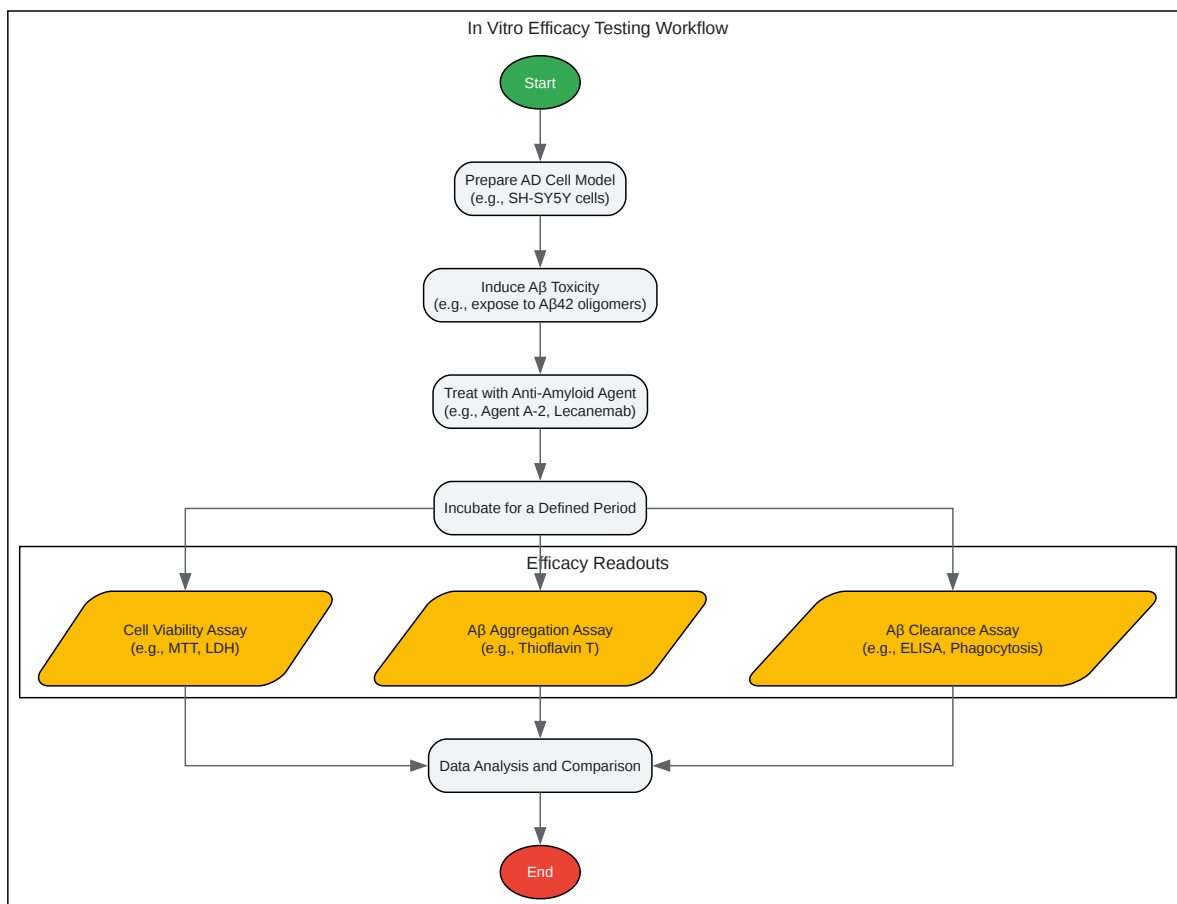 In Vitro Efficacy Testing Workflow
Start
Prepare AD Cell Model
(e.g., SH-SY5Y cells)
Induce Aβ Toxicity
(e.g., expose to Aβ42 oligomers)
Treat with Anti-Amyloid Agent
(e.g., Agent A-2, Lecanemab)
Incubate for a Defined Period
Efficacy Readouts
Cell Viability Assay
(e.g., MTT, LDH)
Aβ Aggregation Assay
(e.g., Thioflavin T)
Aβ Clearance Assay
(e.g., ELISA, Phagocytosis)
Data Analysis and Comparison
End